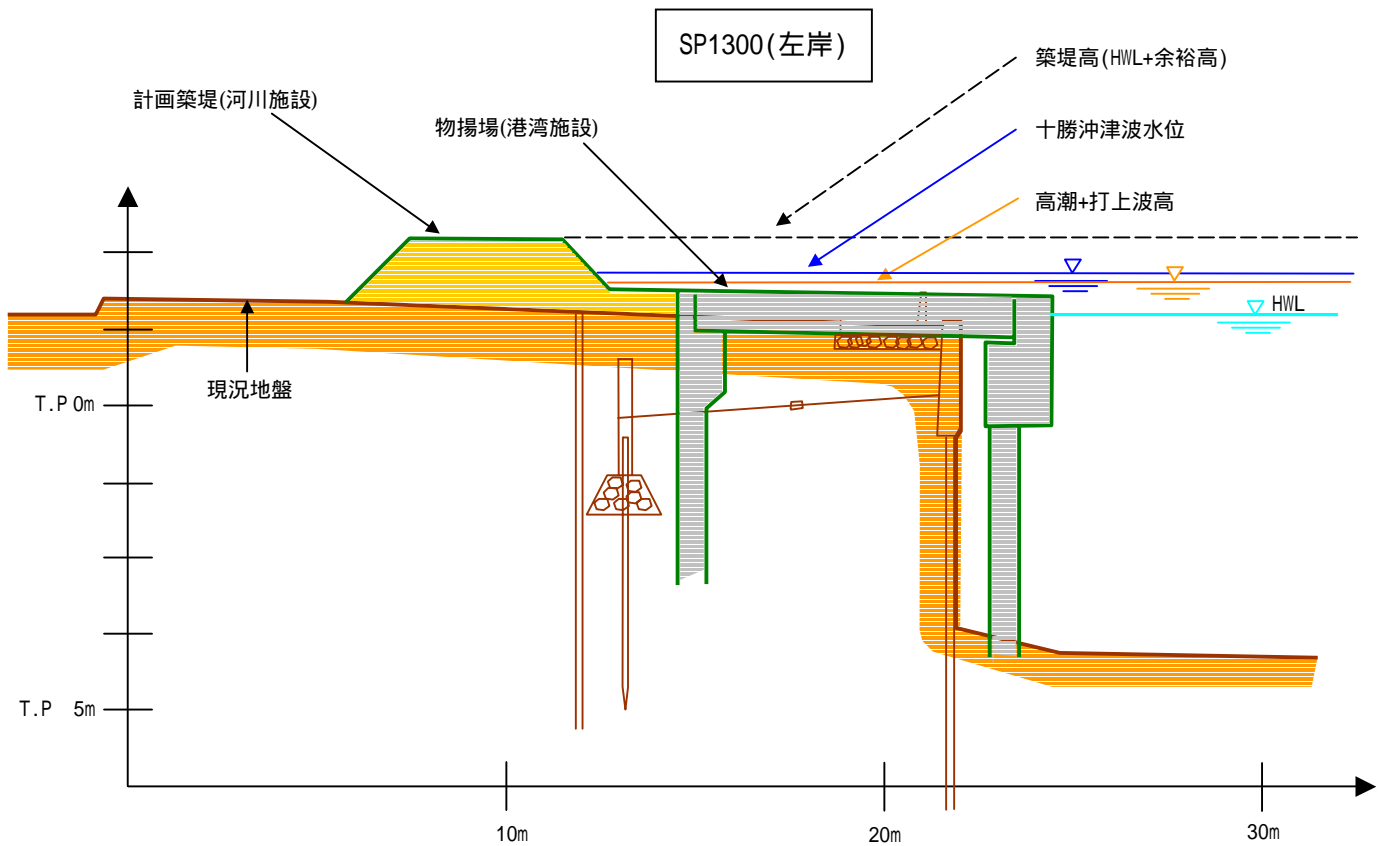 SP1300(左岸)
築堤高(HWL+余裕高)
計画築堤(河川施設)
物揚場(港湾施設)
十勝沖津波水位
高潮+打上波高
HWL
現況地盤
T.P 0m
T.P 5m
10m
20m
30m